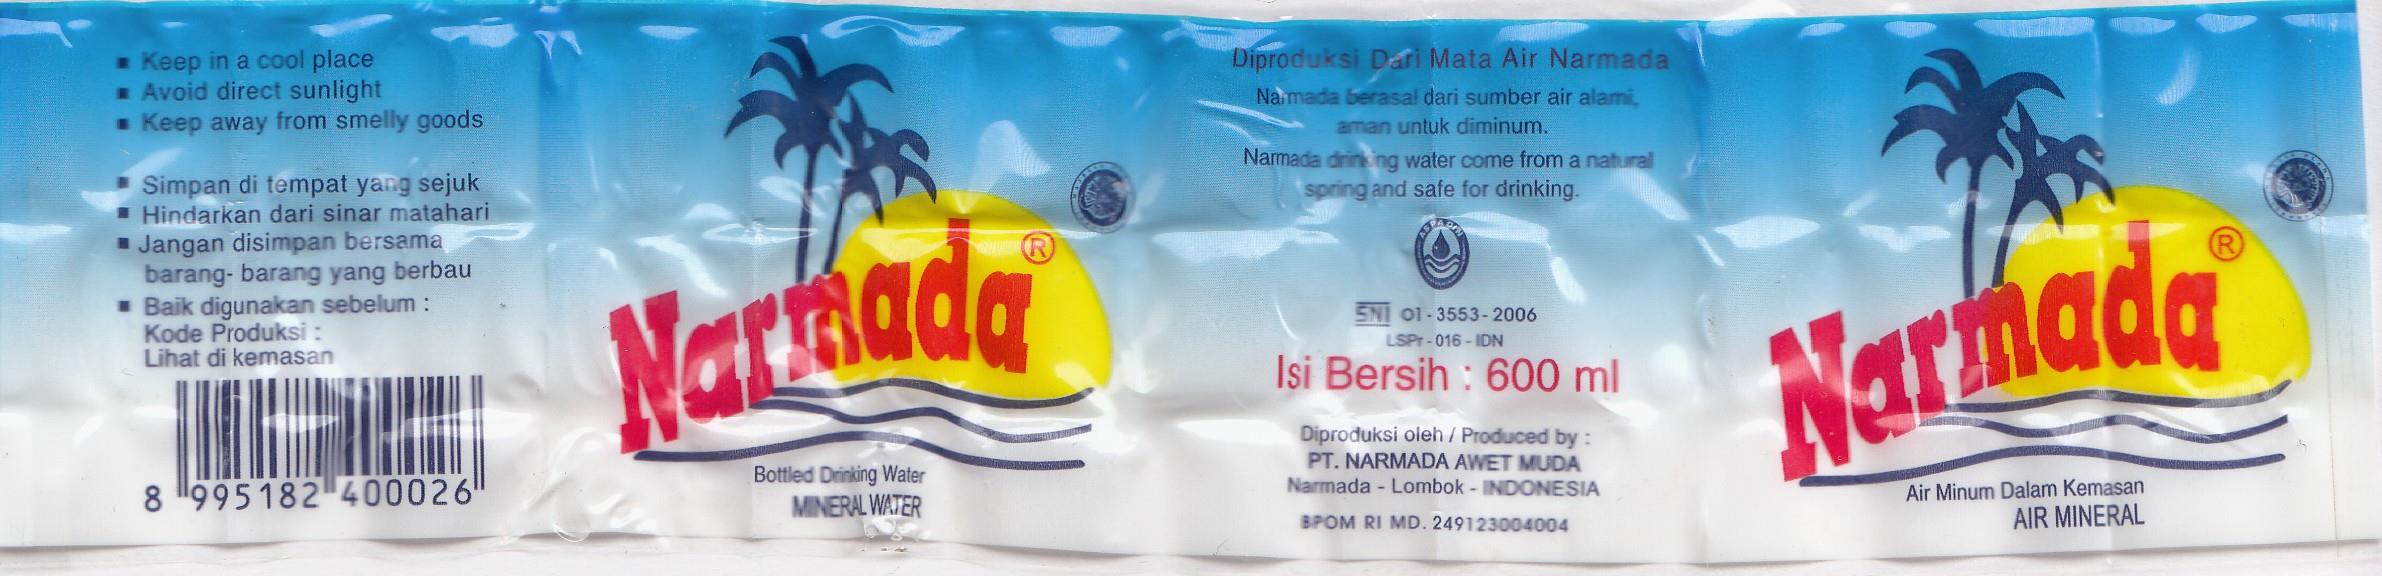 Keep in a cool place
Avoid direct sunlight
Keep away from smelly goods
Simpan di tempat yang sejuk
Hindarkan dari sinar matahari
Jangan disimpan bersama
barang- barang yang berbau
Baik digunakan sebelum :
Kode Produksi :
Lihat di kemasan
8 995182 400026
Narmada®
Bottled Drinking Water
MINERAL WATER
Diproduksi Dari Mata Air Narmada
Narmada berasal dari sumber air alami,
aman untuk diminum.
Narmada drinking water come from a natural
spring and safe for drinking.
ASPADIN
SNI 01-3553-2006
LSPr-016-IDN
Isi Bersih : 600 ml
Diproduksi oleh / Produced by :
PT. NARMADA AWET MUDA
Narmada - Lombok - INDONESIA
BPOM RI MD. 249123004004
Narmada®
Air Minum Dalam Kemasan
AIR MINERAL